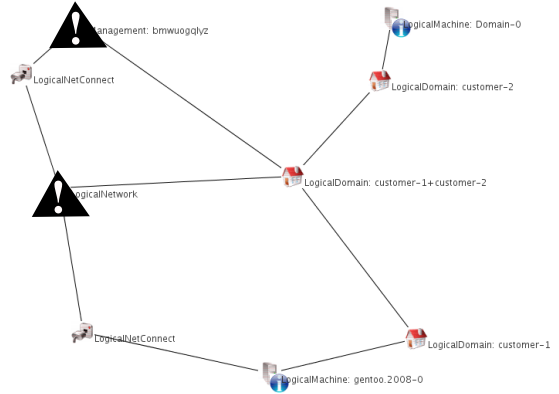 LogicalMachine: Domain-0
anagement: bmwuogqlyz
LogicalNetConnect
LogicalDomain: customer-2
LogicalDomain: customer-1+customer-2
ogicalNetwork
LogicalNetConnect
LogicalDomain: customer-1
LogicalMachine: gentoo.2008-0